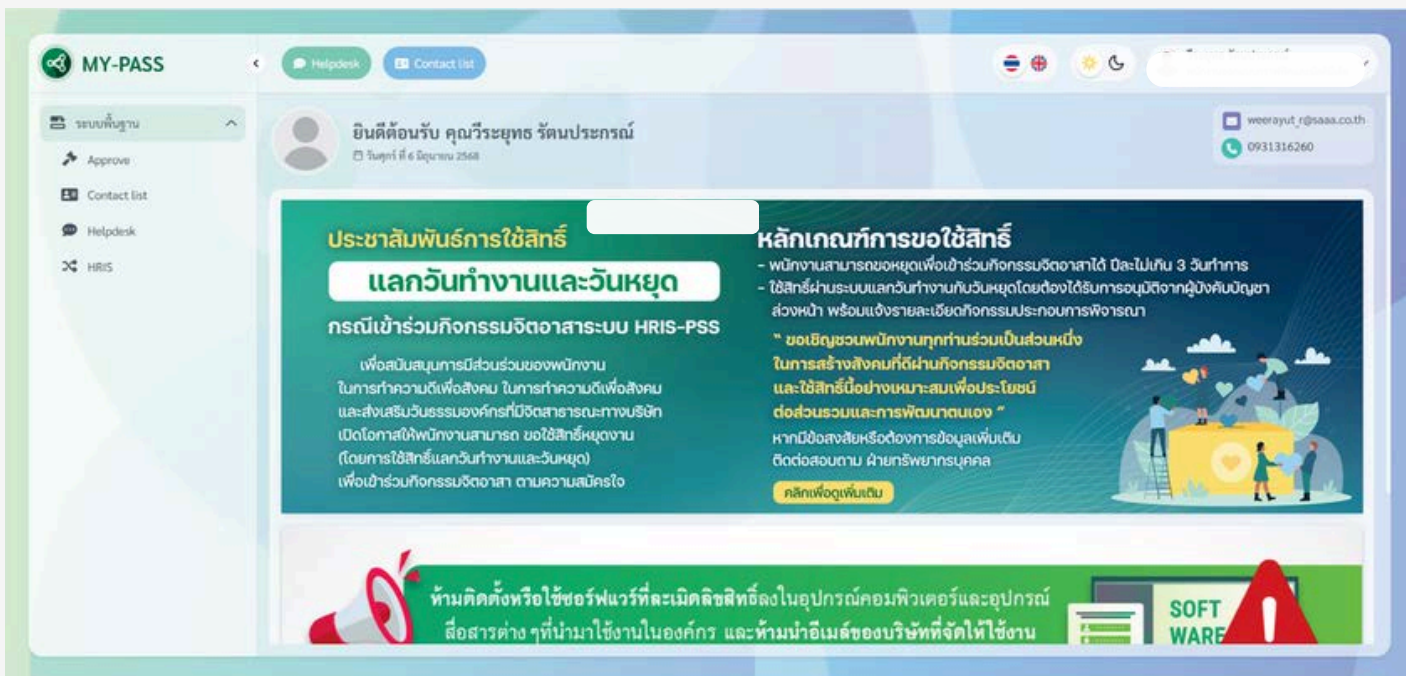 MY-PASS
Helpdesk
Contact list
ระบบพื้นฐาน
Approve
Contact list
Helpdesk
HRIS
ยินดีต้อนรับ คุณวีระยุทธ รัตนประกรณ์
วันศุกร์ ที่ 6 มิถุนายน 2568
weerayut_r@saaa.co.th
0931316260
ประชาสัมพันธ์การใช้สิทธิ์
แลกวันทำงานและวันหยุด
กรณีเข้าร่วมกิจกรรมจิตอาสาระบบ HRIS-PSS
เพื่อสนับสนุนการมีส่วนร่วมของพนักงาน
ในการทำความดีเพื่อสังคม ในการทำความดีเพื่อสังคม
และส่งเสริมวันธรรมองค์กรที่มีจิตสาธารณะทางบริษัท
เปิดโอกาสให้พนักงานสามารถ ขอใช้สิทธิ์หยุดงาน
(โดยการใช้สิทธิ์แลกวันทำงานและวันหยุด)
เพื่อเข้าร่วมกิจกรรมจิตอาสา ตามความสมัครใจ
หลักเกณฑ์การขอใช้สิทธิ์
- พนักงานสามารถขอหยุดเพื่อเข้าร่วมกิจกรรมจิตอาสาได้ ปีละไม่เกิน 3 วันทำการ
- ใช้สิทธิ์ผ่านระบบแลกวันทำงานกับวันหยุดโดยต้องได้รับการอนุมัติจากผู้บังคับบัญชา
ล่วงหน้า พร้อมแจ้งรายละเอียดกิจกรรมประกอบการพิจารณา
" ขอเชิญชวนพนักงานทุกท่านร่วมเป็นส่วนหนึ่ง
ในการสร้างสังคมที่ดีผ่านกิจกรรมจิตอาสา
และใช้สิทธิ์นี้อย่างเหมาะสมเพื่อประโยชน์
ต่อส่วนรวมและการพัฒนาตนเอง "
หากมีข้อสงสัยหรือต้องการข้อมูลเพิ่มเติม
ติดต่อสอบถาม ฝ่ายทรัพยากรบุคคล
คลิกเพื่อดูเพิ่มเติม
ห้ามติดตั้งหรือใช้ซอร์ฟแวร์ที่ละเมิดลิขสิทธิ์ลงในอุปกรณ์คอมพิวเตอร์และอุปกรณ์
สื่อสารต่าง ๆที่นำมาใช้งานในองค์กร และห้ามนำอีเมล์ของบริษัทที่จัดให้ใช้งาน
SOFT
WARE